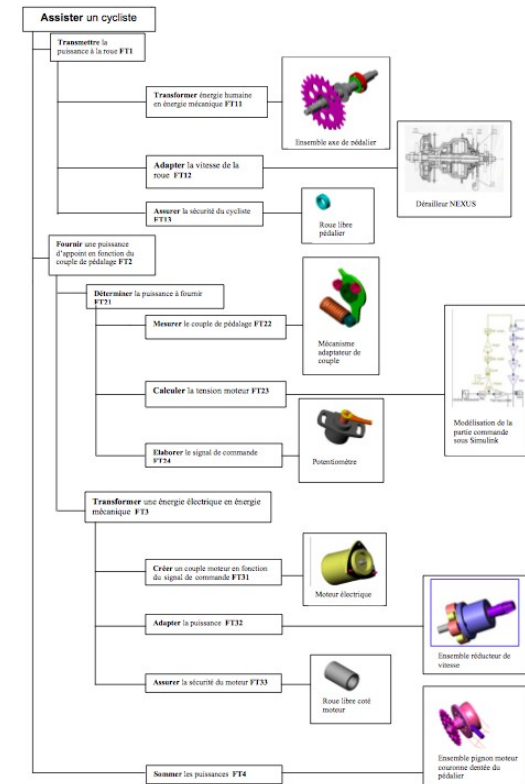 Assister un cycliste
Transmettre la
puissance à la roue FT1
Transformer énergie humaine
en énergie mécanique FT11
Ensemble axe de pédalier
Adapter la vitesse de la
roue FT12
Dérailleur NEXUS
Assurer la sécurité du cycliste
FT13
Roue libre
pédalier
Fournir une puissance
d'appoint en fonction du
couple de pédalage FT2
Déterminer la puissance à fournir
FT21
Mesurer le couple de pédalage FT22
Mécanisme
adaptateur de
couple
Calculer la tension moteur FT23
Modélisation de la
partie commande
sous Simulink
Elaborer le signal de commande
FT24
Potentiomètre
Transformer une énergie électrique en énergie
mécanique FT3
Créer un couple moteur en fonction
du signal de commande FT31
Moteur électrique
Adapter la puissance FT32
Ensemble réducteur de
vitesse
Assurer la sécurité du moteur FT33
Roue libre coté
moteur
Sommer les puissances FT4
Ensemble pignon moteur
couronne dentée du
pédalier